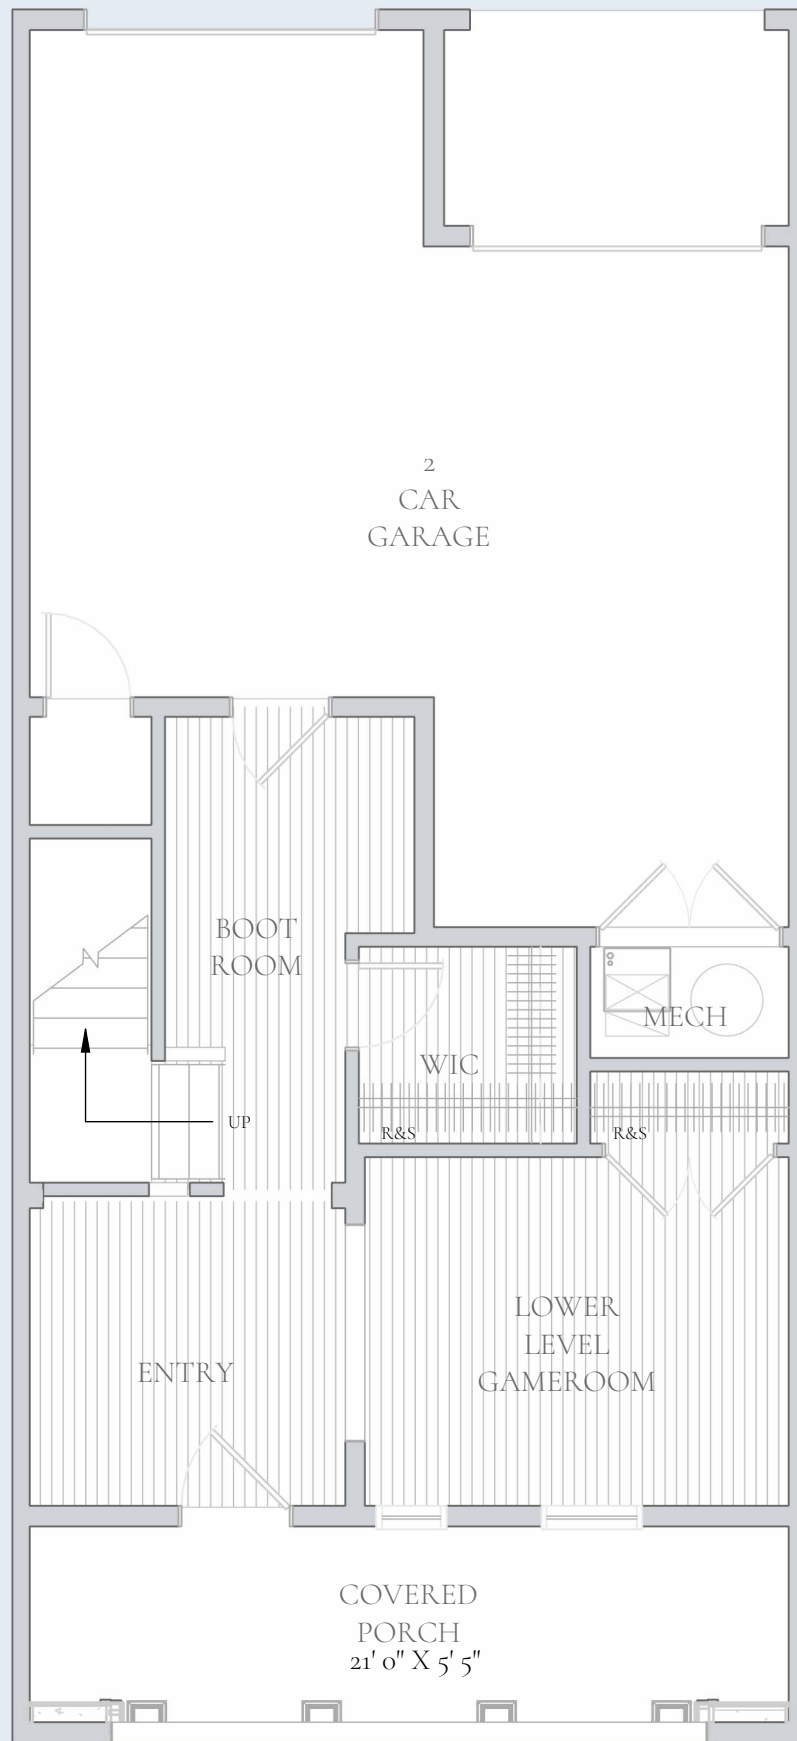 2
CAR
GARAGE
BOOT
ROOM
MECH
WIC
UP
R&S
R&S
LOWER
LEVEL
GAMEROOM
ENTRY
COVERED
PORCH
21' 0" X 5' 5"